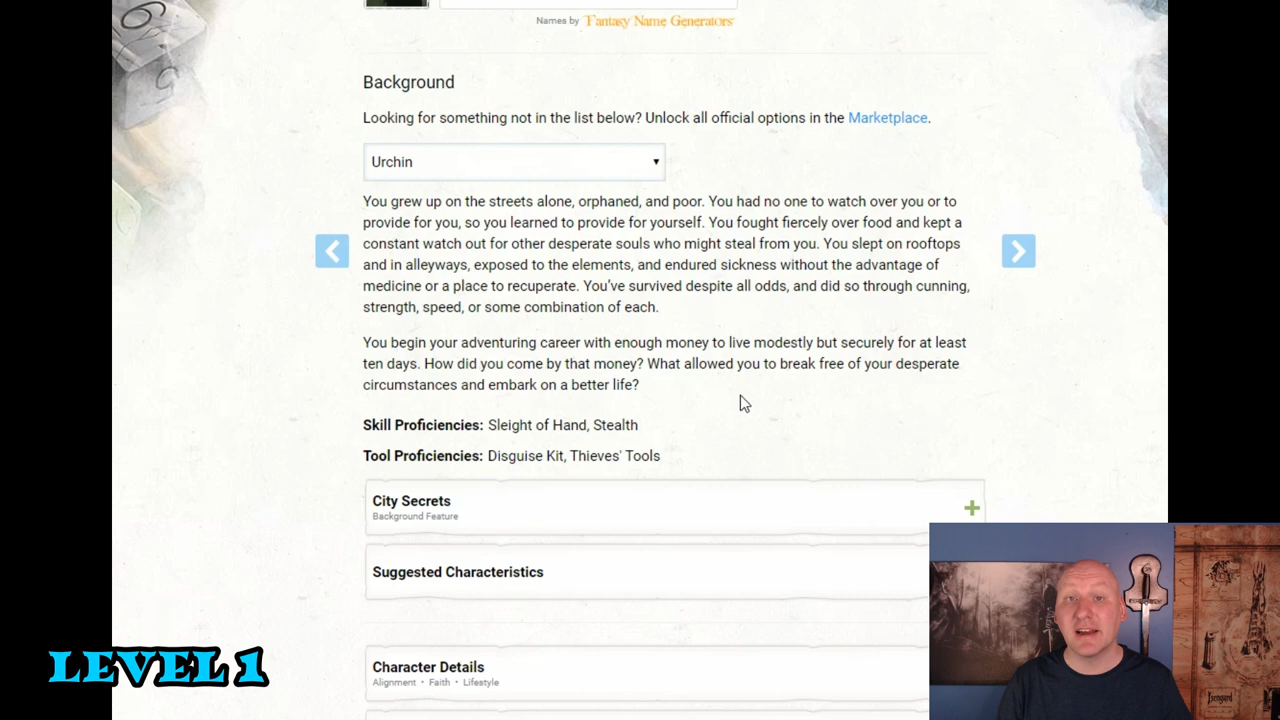 Names by Fantasy Name Generators
Background
Looking for something not in the list below? Unlock all official options in the Marketplace.
Urchin
You grew up on the streets alone, orphaned, and poor. You had no one to watch over you or to
provide for you, so you learned to provide for yourself. You fought fiercely over food and kept a
constant watch out for other desperate souls who might steal from you. You slept on rooftops
and in alleyways, exposed to the elements, and endured sickness without the advantage of
medicine or a place to recuperate. You've survived despite all odds, and did so through cunning,
strength, speed, or some combination of each.
You begin your adventuring career with enough money to live modestly but securely for at least
ten days. How did you come by that money? What allowed you to break free of your desperate
circumstances and embark on a better life?
Skill Proficiencies: Sleight of Hand, Stealth
Tool Proficiencies: Disguise Kit, Thieves' Tools
City Secrets
Background Feature
Suggested Characteristics
Character Details
Alignment • Faith • Lifestyle
LEVEL 1
Isengard